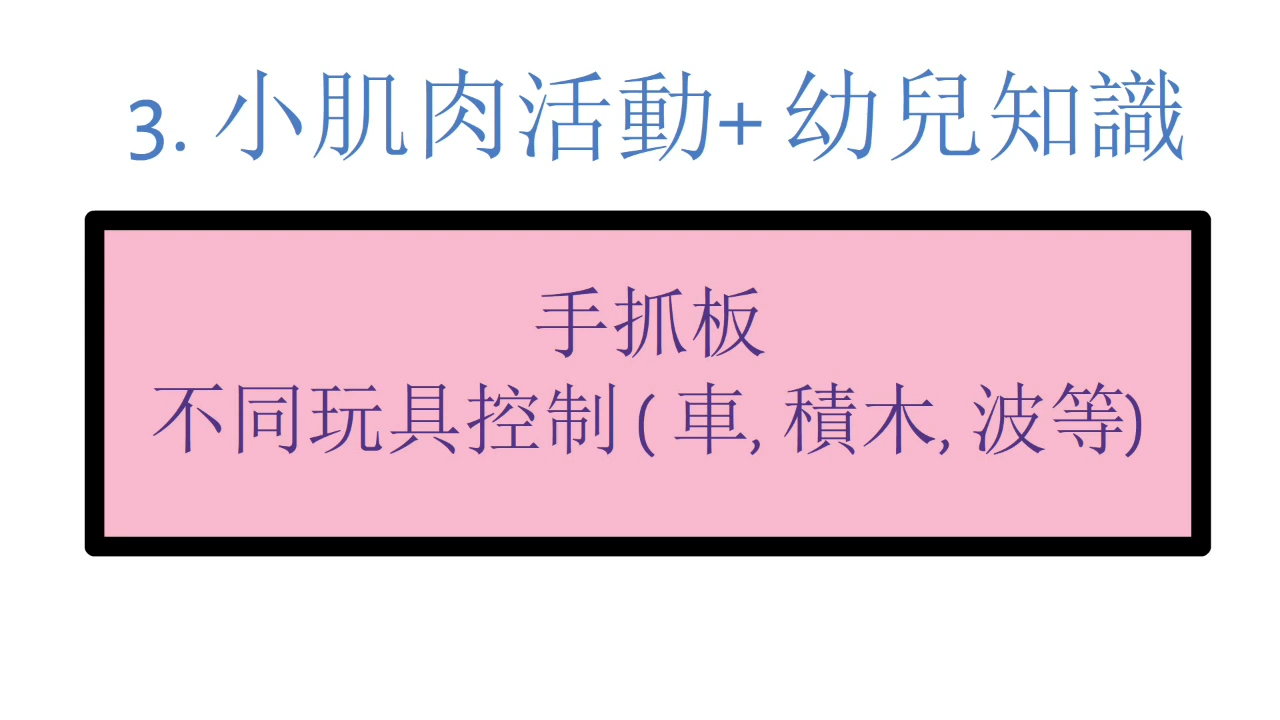 3. 小肌肉活動+ 幼兒知識
手抓板
不同玩具控制 ( 車, 積木, 波等)